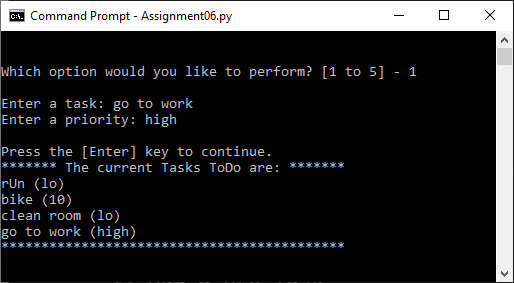 Command Prompt - Assignment06.py
Which option would you like to perform? [1 to 5] - 1
Enter a task: go to work
Enter a priority: high
Press the [Enter] key to continue.
******* The current Tasks ToDo are: *******
rUn (lo)
bike (10)
clean room (lo)
go to work (high)
*******************************************